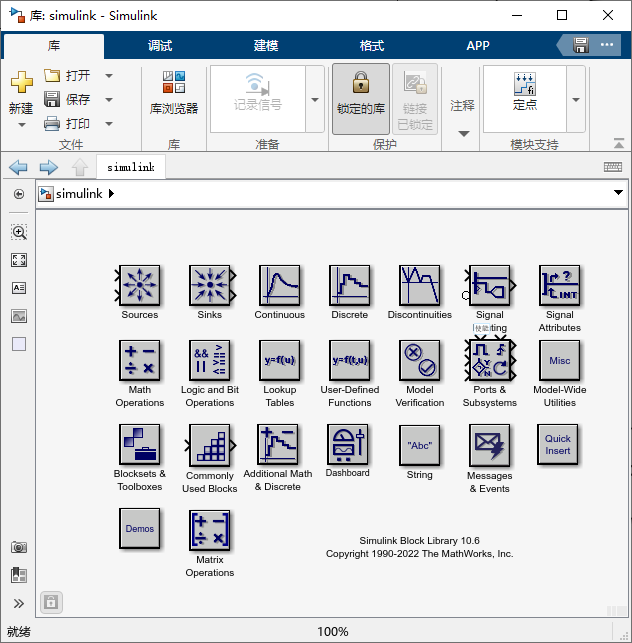 库: simulink - Simulink
库 调试 建模 格式 APP
新建 打开 保存 打印 库浏览器 记录信号 锁定的库 链接 已锁定 注释 定点
文件 库 准备 保护 模块支持
simulink
simulink
Sources Sinks Continuous Discrete Discontinuities Signal Signal
ting Attributes
&& || > <= >= == y=f(u) y=f(t,u) Misc
Math Logic and Bit Lookup User-Defined Model Ports & Model-Wide
Operations Operations Tables Functions Verification Subsystems Utilities
"Abc" Quick
Insert
Blocksets & Commonly Additional Math Dashboard String Messages
Toolboxes Used Blocks & Discrete & Events
Demos
Matrix
Operations
Simulink Block Library 10.6
Copyright 1990-2022 The MathWorks, Inc.
就绪 100%